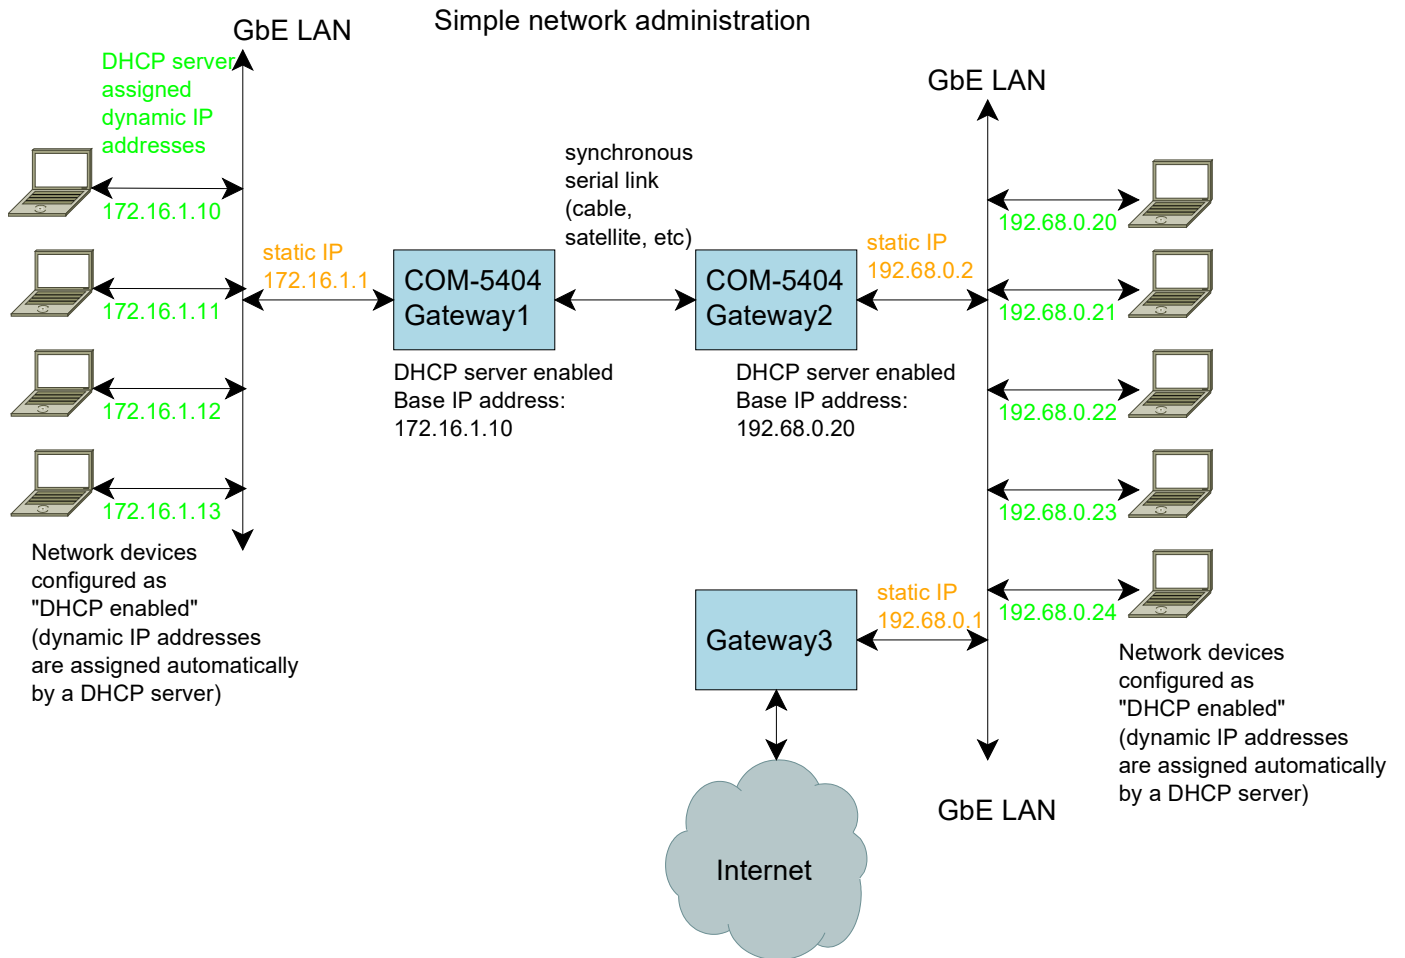 Simple network administration
GbE LAN
DHCP server
assigned
dynamic IP
addresses
172.16.1.10
172.16.1.11
172.16.1.12
172.16.1.13
Network devices
configured as
"DHCP enabled"
(dynamic IP addresses
are assigned automatically
by a DHCP server)
static IP
172.16.1.1
COM-5404
Gateway1
DHCP server enabled
Base IP address:
172.16.1.10
synchronous
serial link
(cable,
satellite, etc)
COM-5404
Gateway2
DHCP server enabled
Base IP address:
192.68.0.20
static IP
192.68.0.2
GbE LAN
192.68.0.20
192.68.0.21
192.68.0.22
192.68.0.23
192.68.0.24
Network devices
configured as
"DHCP enabled"
(dynamic IP addresses
are assigned automatically
by a DHCP server)
static IP
192.68.0.1
Gateway3
GbE LAN
Internet